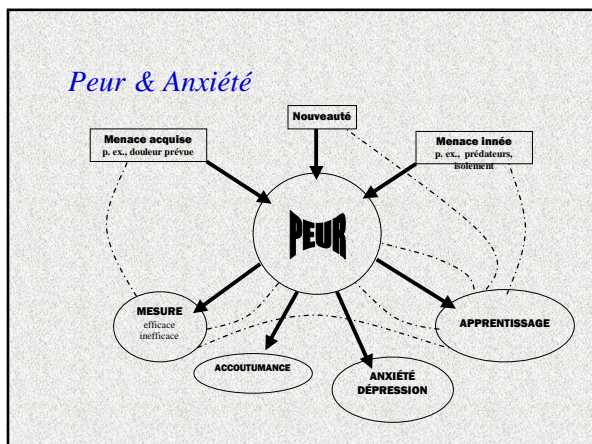 Peur & Anxiété
Nouveauté
Menace acquise
p. ex., douleur prévue
Menace innée
p. ex., prédateurs,
isolement
PEUR
MESURE
efficace
inefficace
APPRENTISSAGE
ACCOUTUMANCE
ANXIÉTÉ
DÉPRESSION